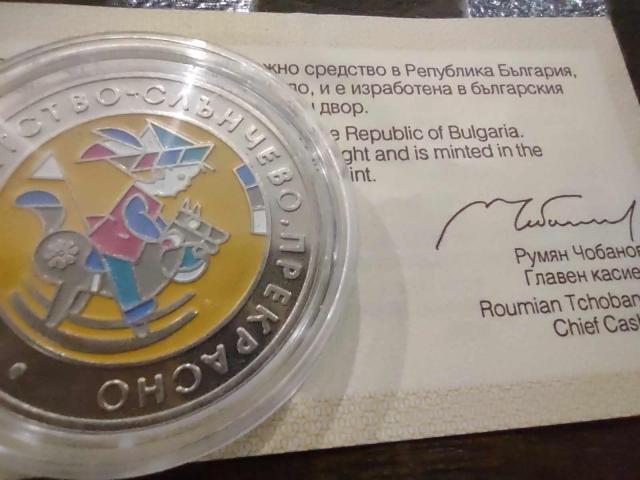 ТСТВО-СЛЪНЧЕВО, ПРЕКРАСНО
жно средство в Република България,
ло, и е изработена в българския
двор.
e Republic of Bulgaria.
ght and is minted in the
int.
Румян Чобанов
Главен касие
Roumian Tchoban
Chief Cash